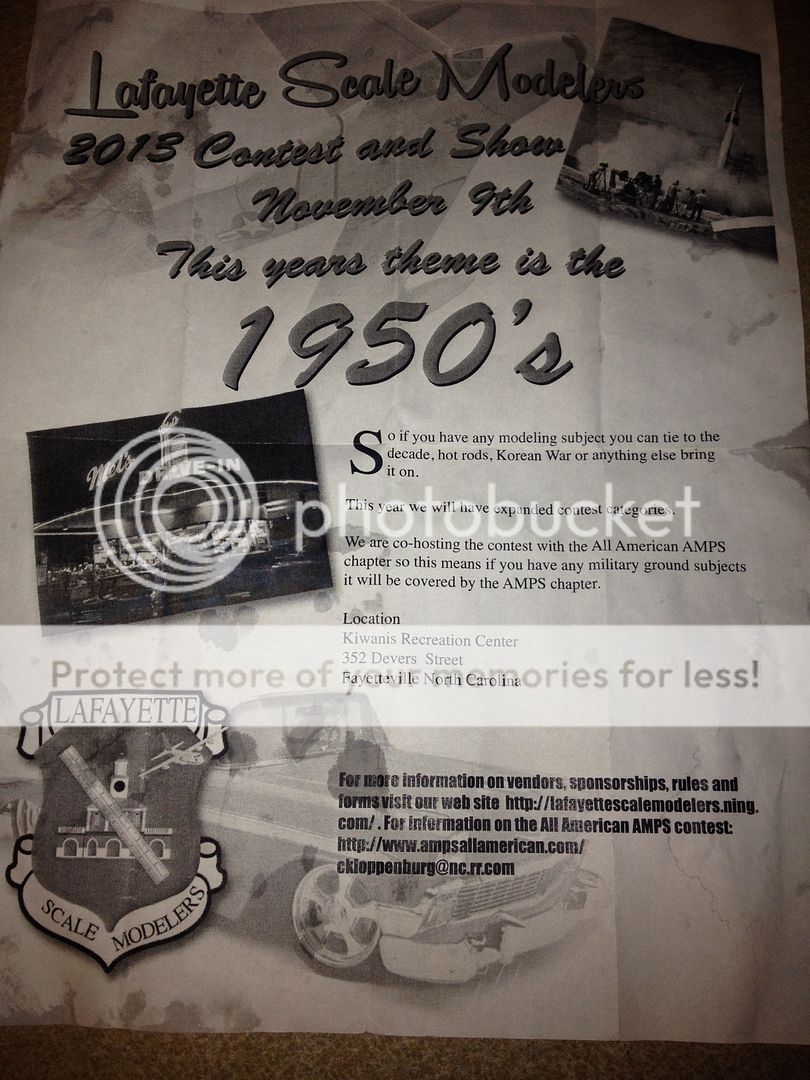 Lafayette Scale Modelers
2013 Contest and Show
November 9th
This years theme is the
1950's
Mel's
DRIVE-IN
So if you have any modeling subject you can tie to the
decade, hot rods, Korean War or anything else bring
it on.
This year we will have expanded contest categories.
We are co-hosting the contest with the All American AMPS
chapter so this means if you have any military ground subjects
it will be covered by the AMPS chapter.
Location
Kiwanis Recreation Center
352 Devers Street
Fayetteville North Carolina
photobucket
Protect more of your memories for less!
LAFAYETTE
SCALE MODELERS
For more information on vendors, sponsorships, rules and
forms visit our web site http://lafayettescalemodelers.ning.
com/ . For information on the All American AMPS contest:
http://www.ampsallamerican.com/
ckloppenburg@nc.rr.com